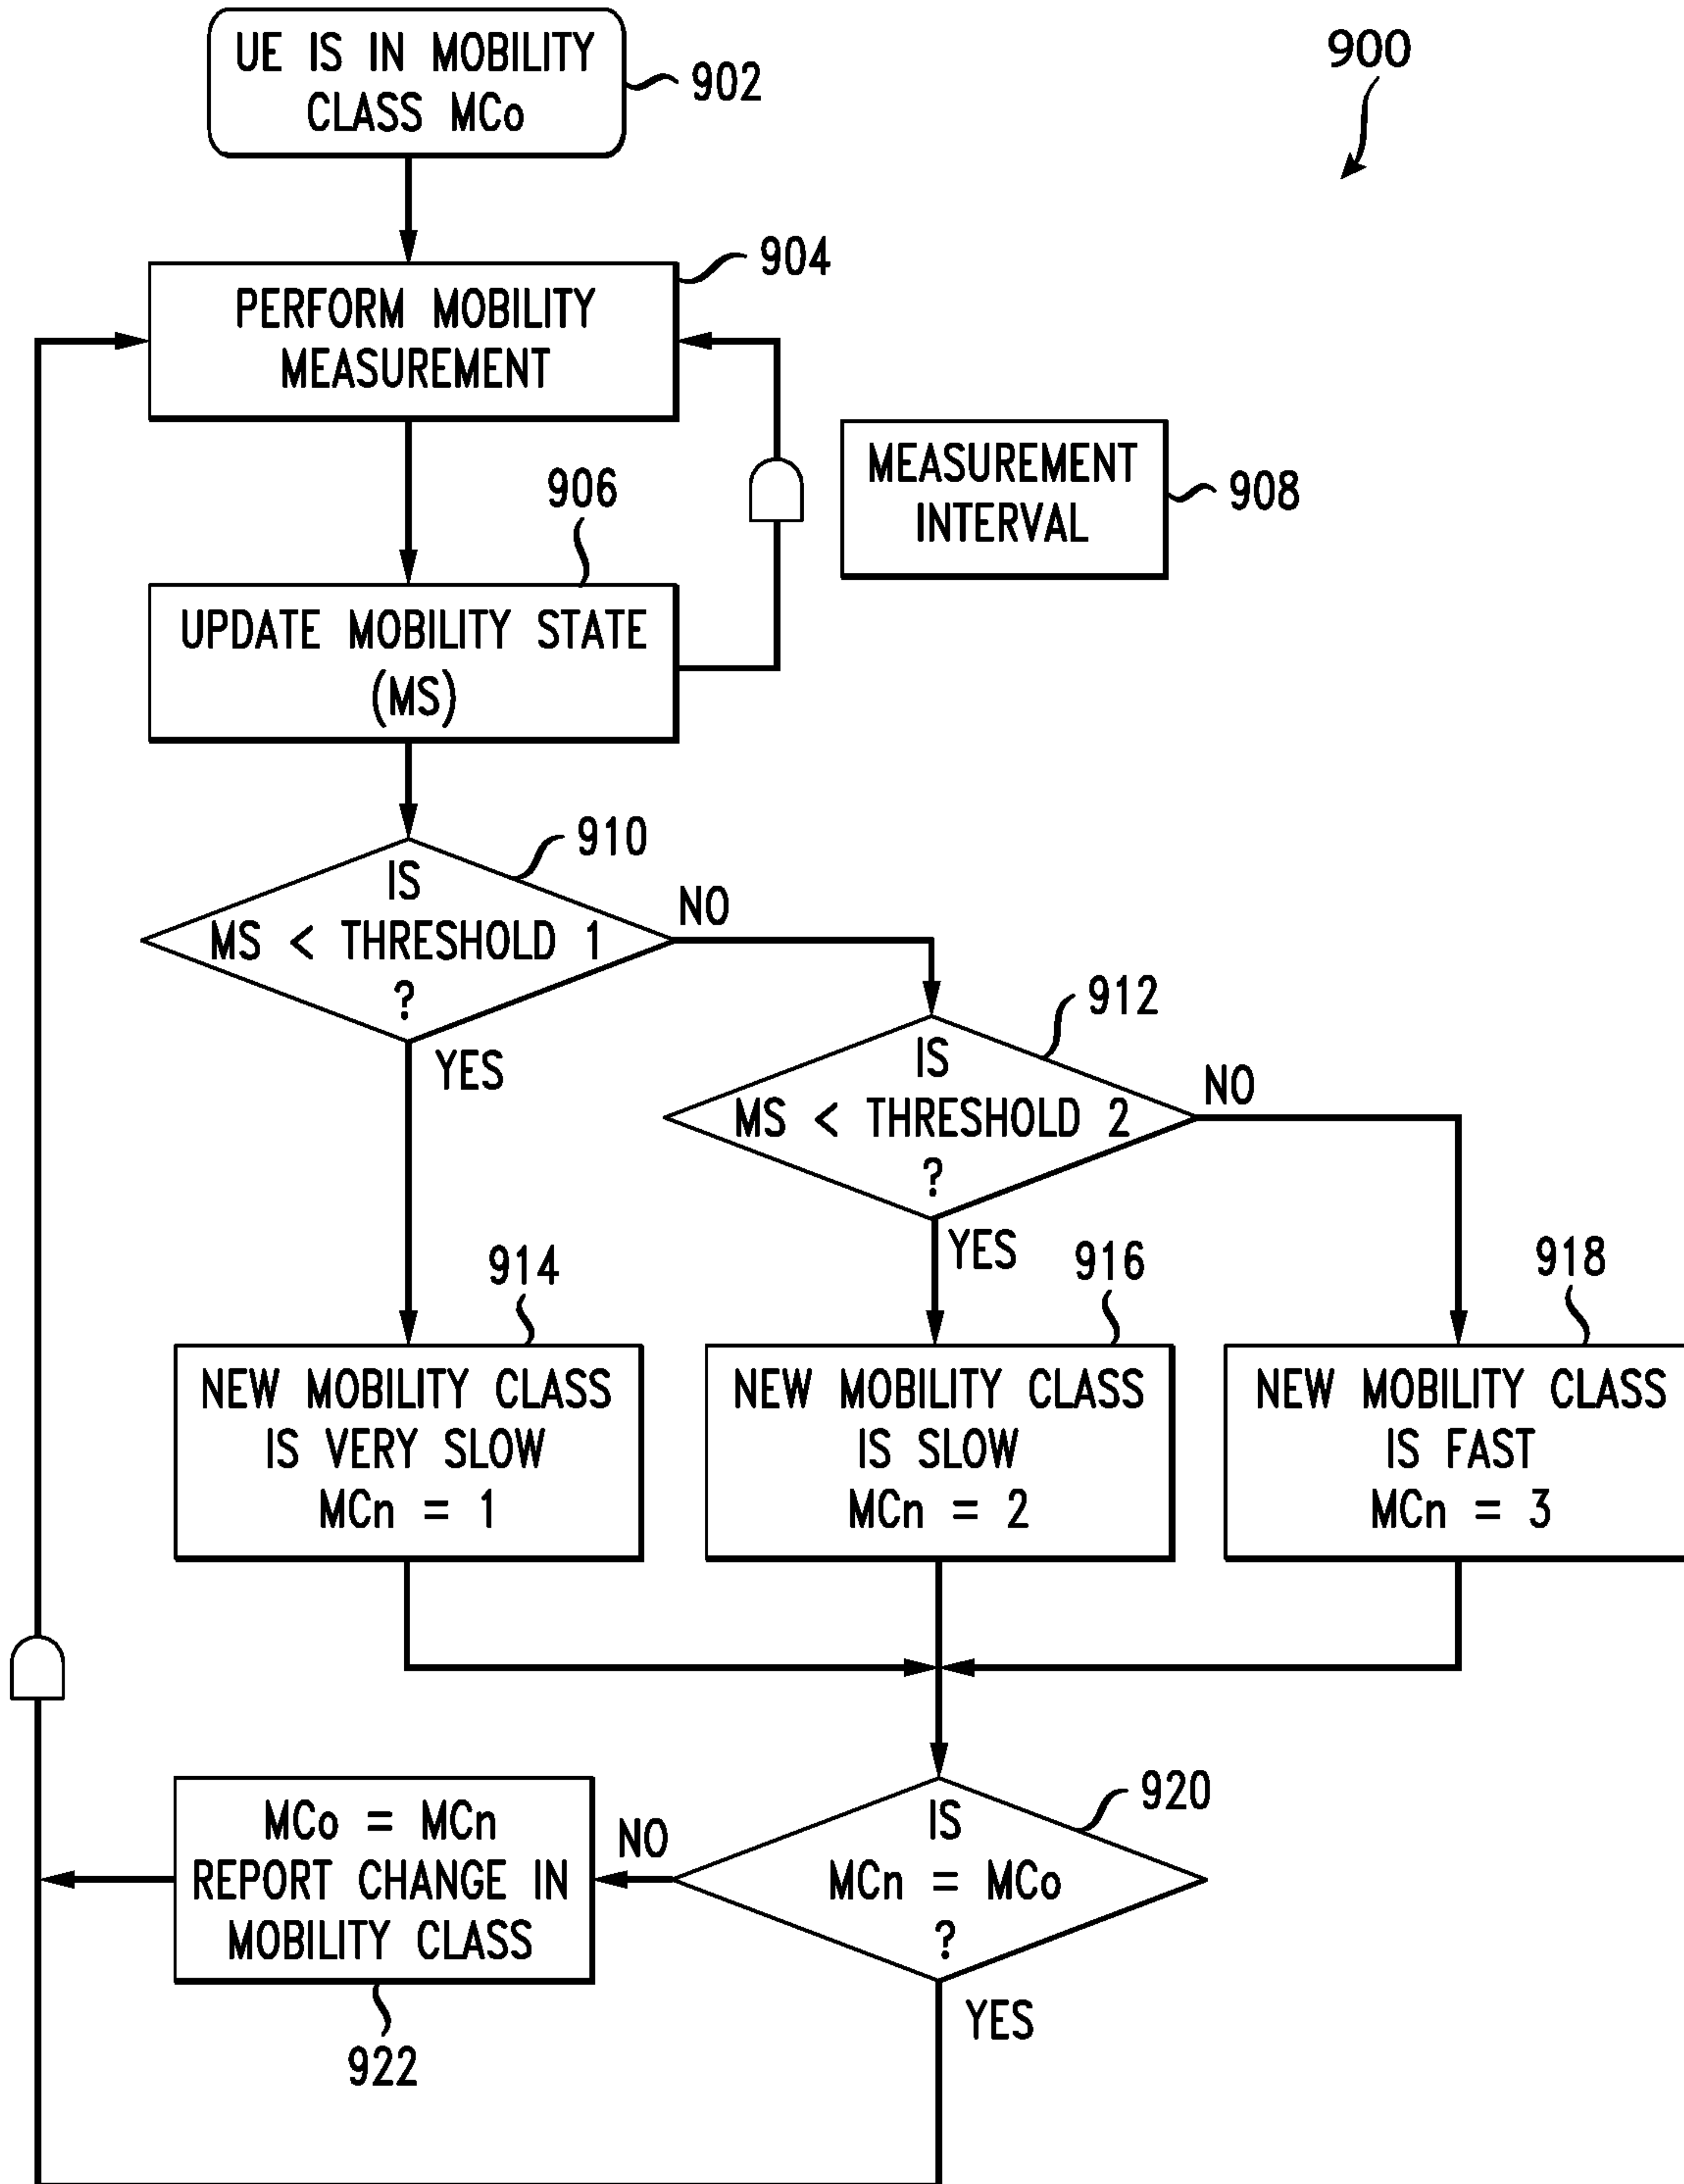 900
UE IS IN MOBILITY
CLASS MCo
902
PERFORM MOBILITY
MEASUREMENT
904
MEASUREMENT
INTERVAL
908
906
UPDATE MOBILITY STATE
(MS)
910
IS
MS < THRESHOLD 1
?
NO
YES
912
IS
MS < THRESHOLD 2
?
NO
YES
914
NEW MOBILITY CLASS
IS VERY SLOW
MCn = 1
916
NEW MOBILITY CLASS
IS SLOW
MCn = 2
918
NEW MOBILITY CLASS
IS FAST
MCn = 3
920
IS
MCn = MCo
?
NO
YES
MCo = MCn
REPORT CHANGE IN
MOBILITY CLASS
922